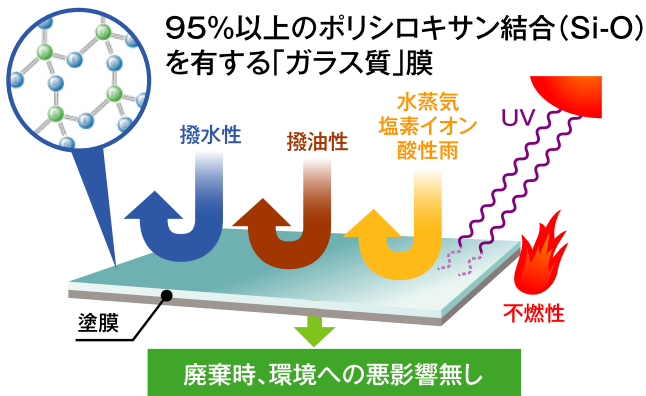 95%以上のポリシロキサン結合（Si-O）
を有する「ガラス質」膜
撥水性
撥油性
水蒸気
塩素イオン
酸性雨
UV
不燃性
塗膜
廃棄時、環境への悪影響無し